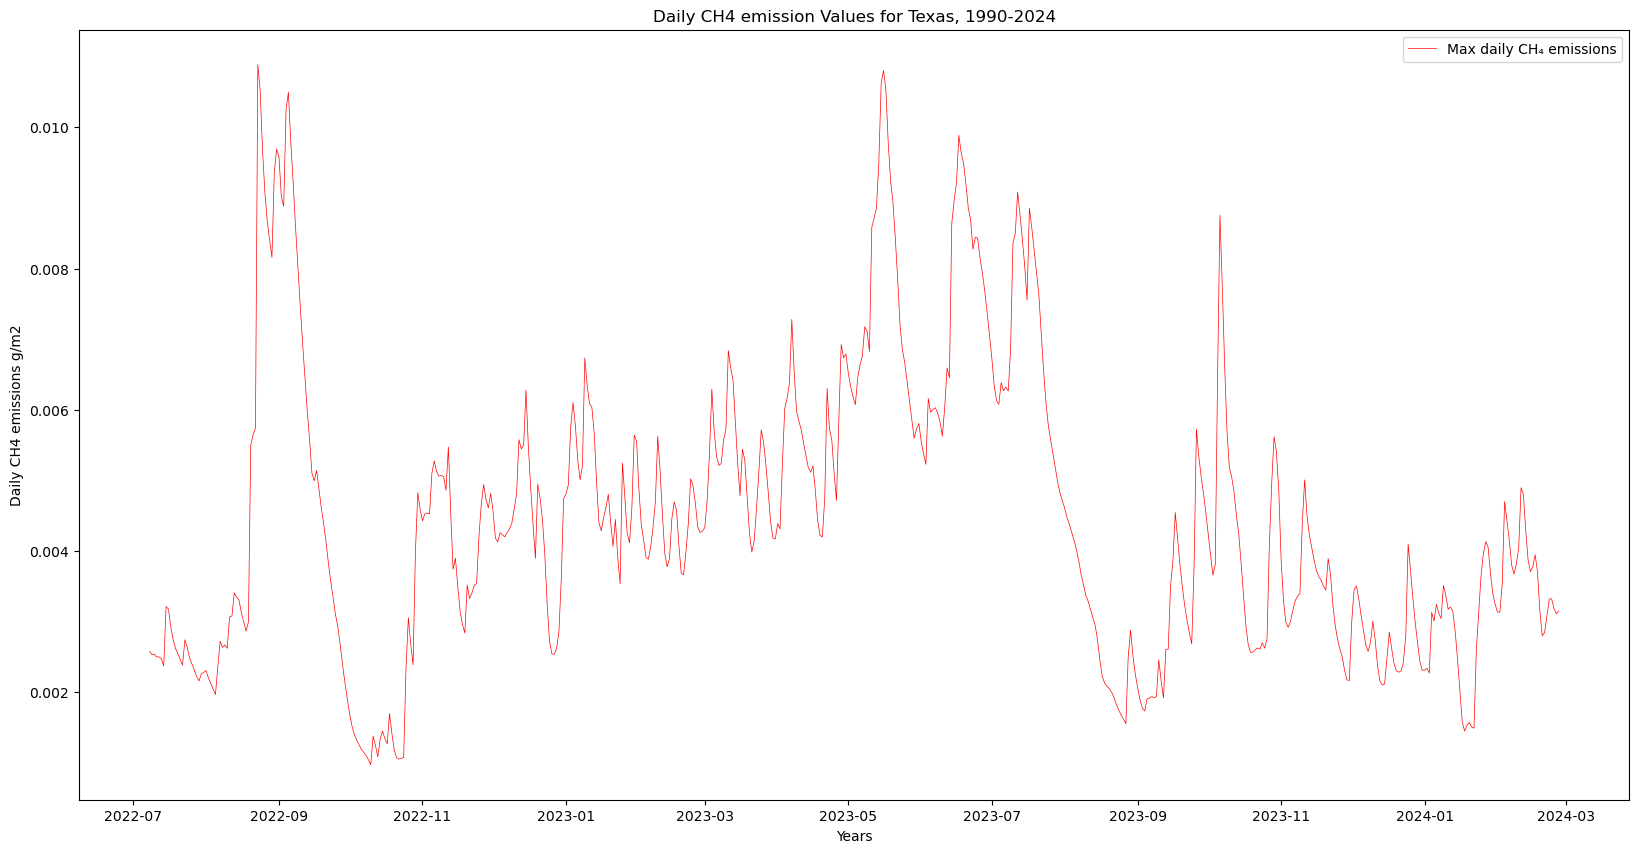 Daily CH4 emission Values for Texas, 1990-2024
Max daily CH₄ emissions
Daily CH4 emissions g/m2
0.010
0.008
0.006
0.004
0.002
2022-07 2022-09 2022-11 2023-01 2023-03 2023-05 2023-07 2023-09 2023-11 2024-01 2024-03
Years